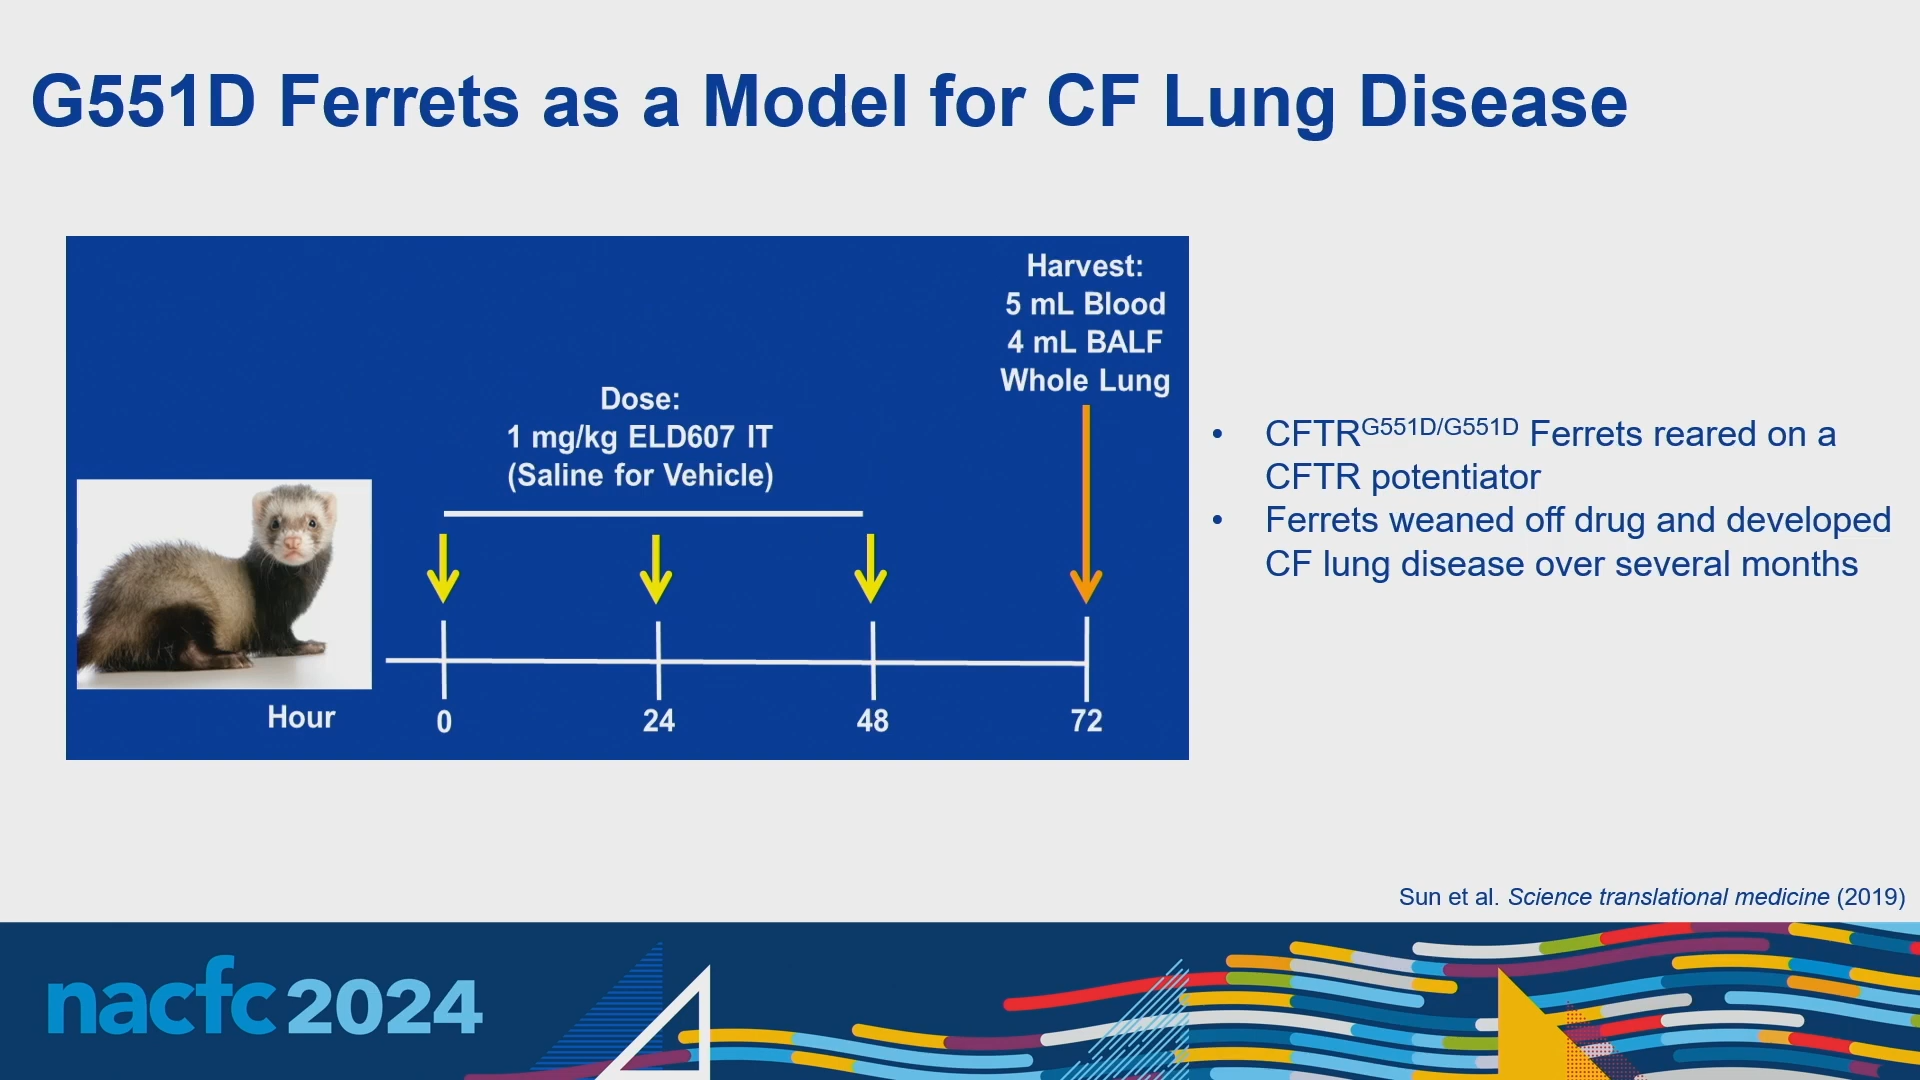 G551D Ferrets as a Model for CF Lung Disease
Harvest:
5 mL Blood
4 mL BALF
Whole Lung
Dose:
1 mg/kg ELD607 IT
(Saline for Vehicle)
Hour
0
24
48
72
• CFTRG551D/G551D Ferrets reared on a
CFTR potentiator
• Ferrets weaned off drug and developed
CF lung disease over several months
Sun et al. Science translational medicine (2019)
nacfc 2024